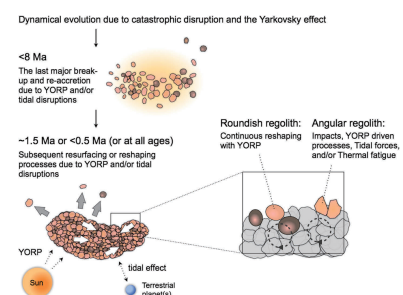 Dynamical evolution due to catastrophic disruption and the Yarkovsky effect
<8 Ma
The last major break-
up and re-accretion
due to YORP and/or
tidal disruptions
~1.5 Ma or <0.5 Ma (or at all ages)
Subsequent resurfacing or reshaping
processes due to YORP and/or tidal
disruptions
Roundish regolith:
Continuous reshaping
with YORP
Angular regolith:
Impacts, YORP driven
processes, Tidal forces,
and/or Thermal fatigue
YORP
Sun
tidal effect
Terrestrial
planet(s)